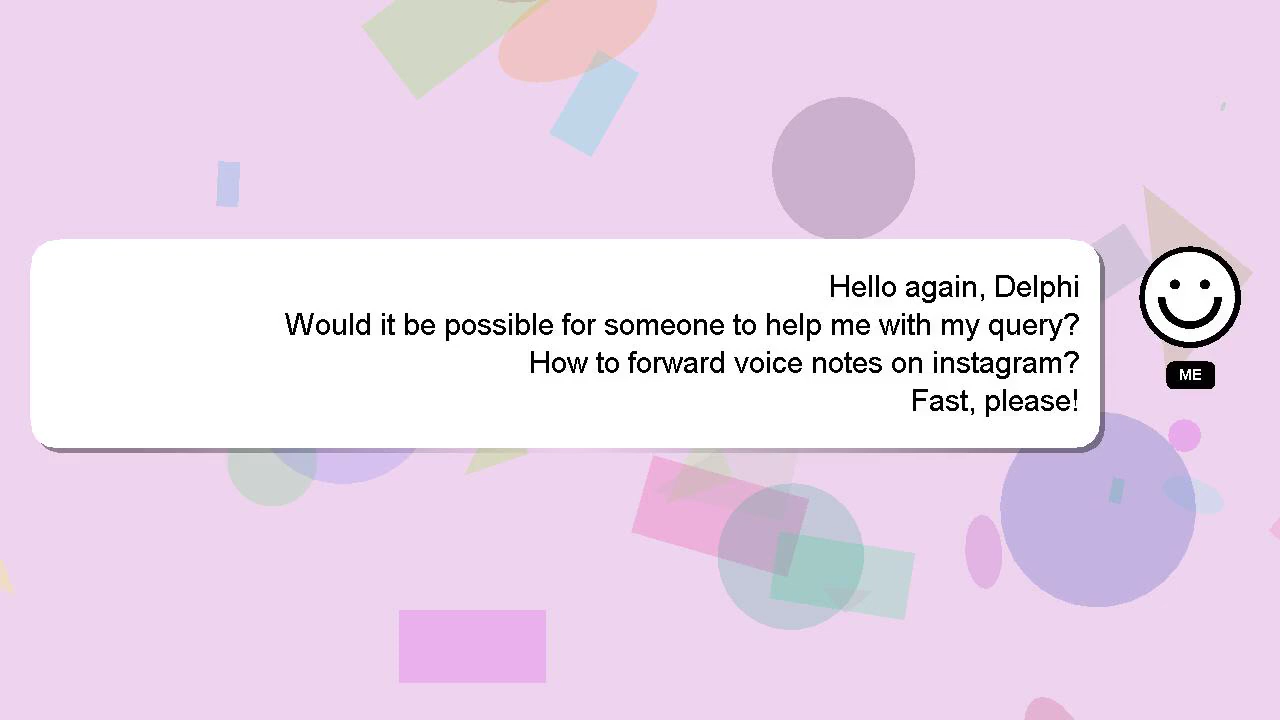 Hello again, Delphi
Would it be possible for someone to help me with my query?
How to forward voice notes on instagram?
Fast, please!
ME